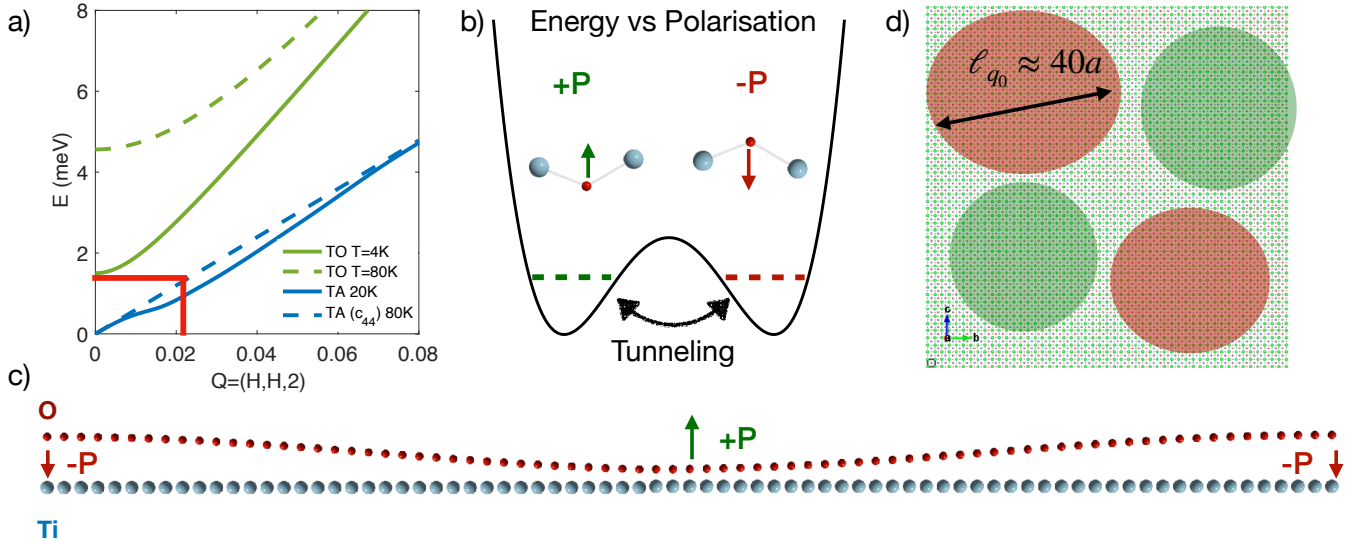 a)
E (meV)
8
6
4
2
0
0
0.02
0.04
0.06
0.08
Q=(H,H,2)
TO T=4K
TO T=80K
TA 20K
TA (c44) 80K
b)
Energy vs Polarisation
+P
-P
Tunneling
d)
ℓq0 ≈ 40a
c
a
b
c)
O
-P
+P
-P
Ti